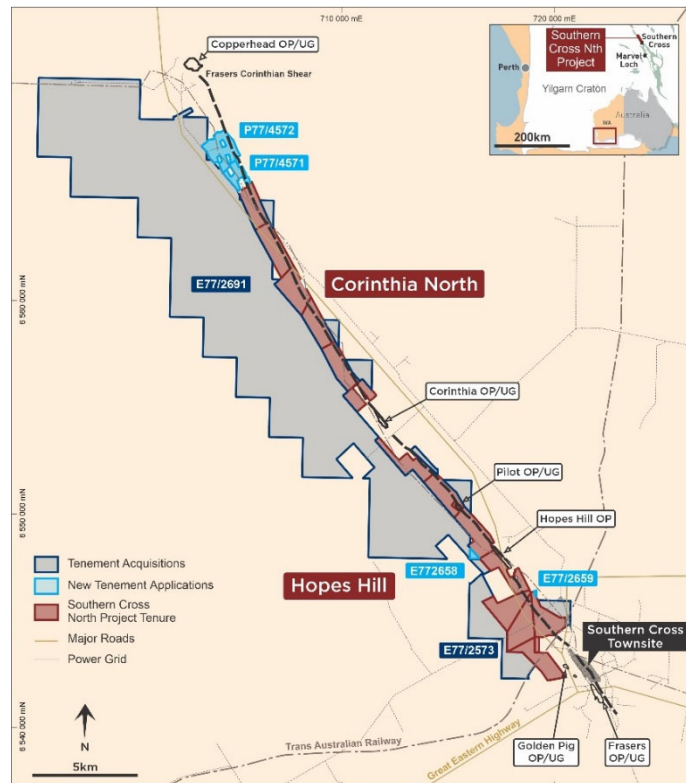 710 000 mE
720 000 mE
Copperhead OP/UG
Frasers Corinthian Shear
Southern
Cross Nth
Project
Southern
Cross
Marvel
Loch
Perth
Yilgarn Craton
WA
Australia
200km
P77/4572
P77/4571
E77/2691
Corinthia North
6 560 000 mN
Corinthia OP/UG
Pilot OP/UG
Hopes Hill OP
6 550 000 mN
Tenement Acquisitions
New Tenement Applications
Southern Cross
North Project Tenure
Major Roads
Power Grid
Hopes Hill
E772658
E77/2659
E77/2573
Southern Cross
Townsite
6 540 000 mN
N
5km
Trans Australian Railway
Great Eastern Highway
Golden Pig
OP/UG
Frasers
OP/UG